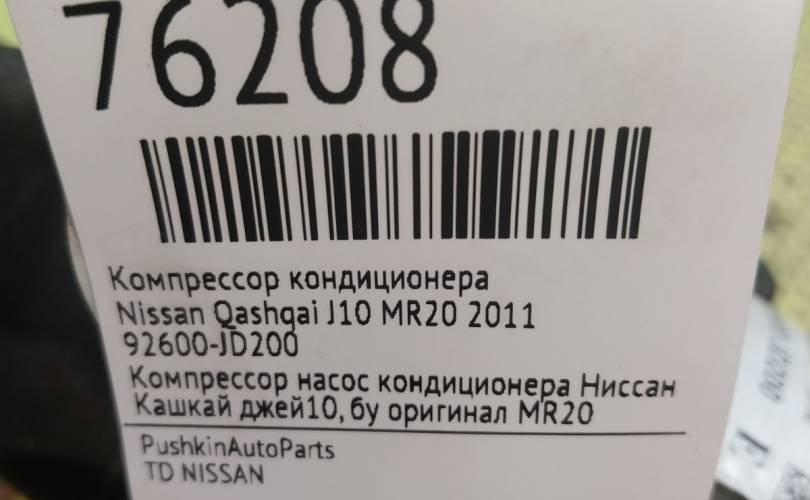 76208
Компрессор кондиционера
Nissan Qashqai J10 MR20 2011
92600-JD200
Компрессор насос кондиционера Ниссан
Кашкай джей10, бу оригинал MR20
PushkinAutoParts
TD NISSAN